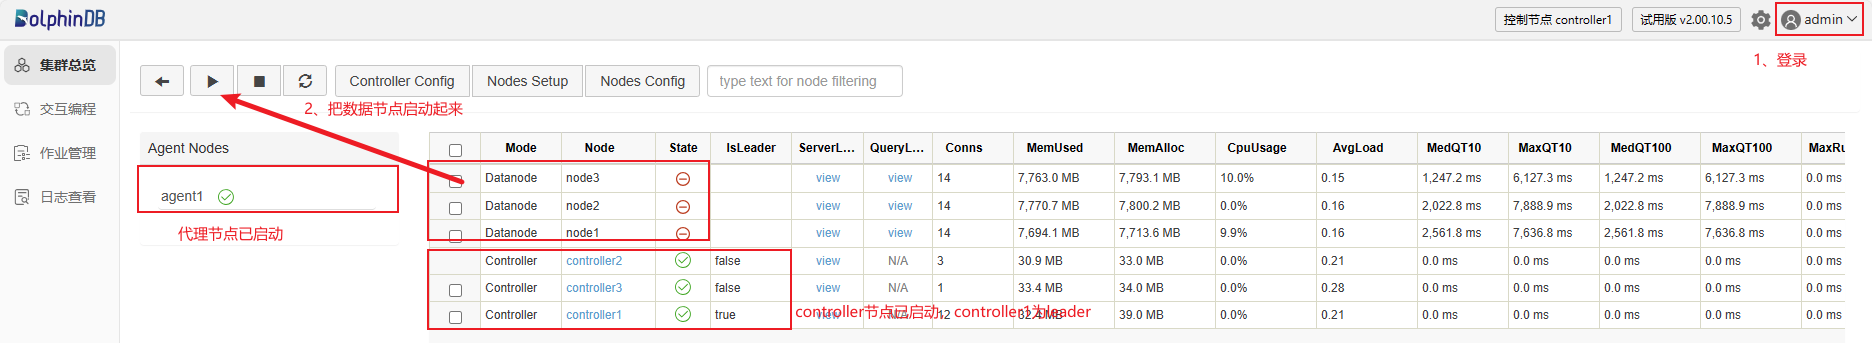 DolphinDB
控制节点 controller1
试用版 v2.00.10.5
admin
1、登录
集群总览
交互编程
作业管理
日志查看
Controller Config
Nodes Setup
Nodes Config
type text for node filtering
2、把数据节点启动起来
Agent Nodes
agent1
代理节点已启动
Mode Node State IsLeader ServerL... QueryL... Conns MemUsed MemAlloc CpuUsage AvgLoad MedQT10 MaxQT10 MedQT100 MaxQT100 MaxRu
Datanode node3 view view 14 7,763.0 MB 7,793.1 MB 10.0% 0.15 1,247.2 ms 6,127.3 ms 1,247.2 ms 6,127.3 ms 0.0 ms
Datanode node2 view view 14 7,770.7 MB 7,800.2 MB 0.0% 0.16 2,022.8 ms 7,888.9 ms 2,022.8 ms 7,888.9 ms 0.0 ms
Datanode node1 view view 14 7,694.1 MB 7,713.6 MB 9.9% 0.16 2,561.8 ms 7,636.8 ms 2,561.8 ms 7,636.8 ms 0.0 ms
Controller controller2 false view N/A 3 30.9 MB 33.0 MB 0.0% 0.21 0.0 ms 0.0 ms 0.0 ms 0.0 ms 0.0 ms
Controller controller3 false view N/A 1 33.4 MB 34.0 MB 0.0% 0.28 0.0 ms 0.0 ms 0.0 ms 0.0 ms 0.0 ms
Controller controller1 true view N/A 12 32.4 MB 39.0 MB 0.0% 0.21 0.0 ms 0.0 ms 0.0 ms 0.0 ms 0.0 ms
controller节点已启动，controller1为leader